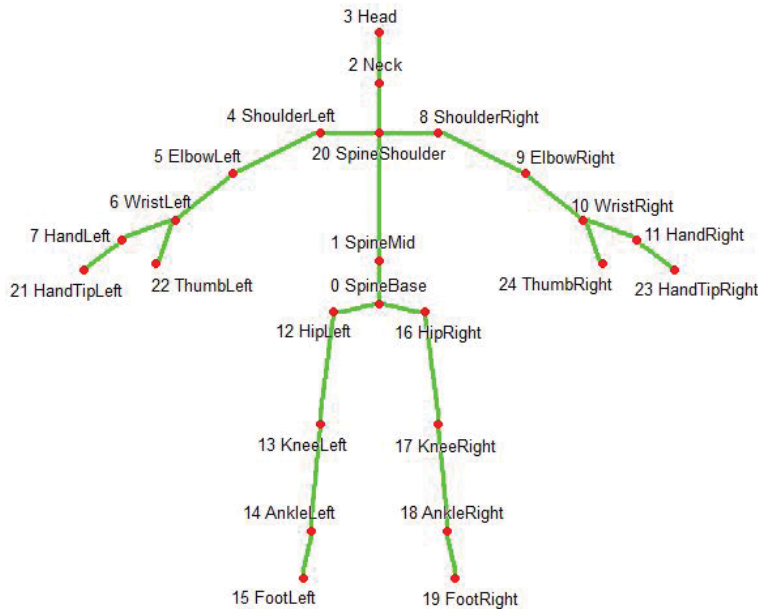 3 Head
2 Neck
4 ShoulderLeft
8 ShoulderRight
20 SpineShoulder
5 ElbowLeft
9 ElbowRight
6 WristLeft
10 WristRight
7 HandLeft
11 HandRight
1 SpineMid
21 HandTipLeft
22 ThumbLeft
0 SpineBase
24 ThumbRight
23 HandTipRight
12 HipLeft
16 HipRight
13 KneeLeft
17 KneeRight
14 AnkleLeft
18 AnkleRight
15 FootLeft
19 FootRight